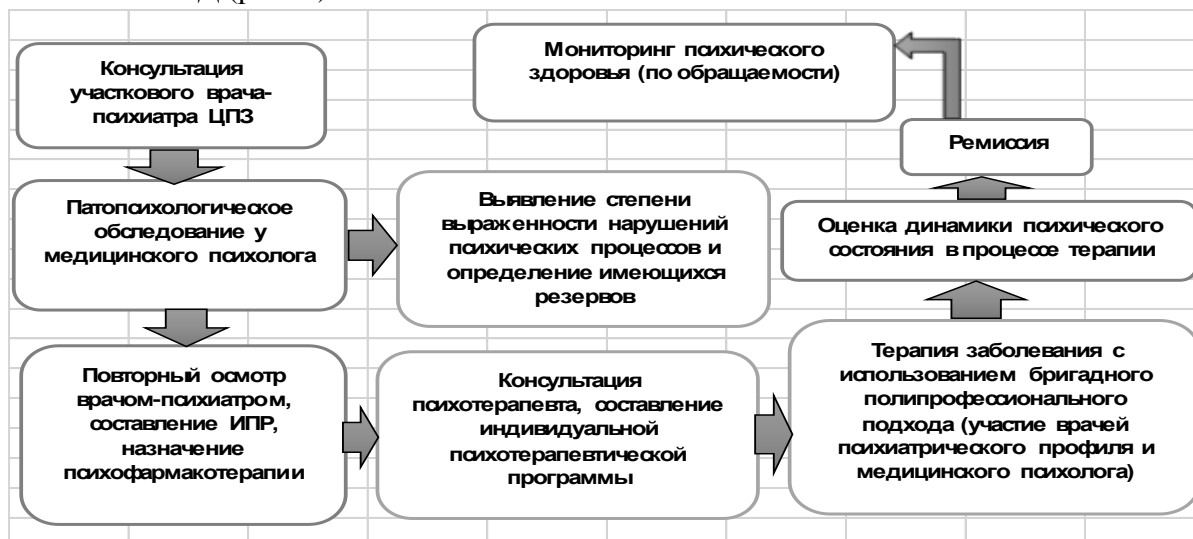 Консультация
участкового врача-
психиатра ЦПЗ
Патопсихологическое
обследование у
медицинского психолога
Выявление степени
выраженности нарушений
психических процессов и
определение имеющихся
резервов
Повторный осмотр
врачом-психиатром,
составление ИПР,
назначение
психофармакотерапии
Консультация
психотерапевта, составление
индивидуальной
психотерапевтической
программы
Терапия заболевания с
использованием бригадного
полипрофессионального
подхода (участие врачей
психиатрического профиля и
медицинского психолога)
Оценка динамики психического
состояния в процессе терапии
Ремиссия
Мониторинг психического
здоровья (по обращаемости)